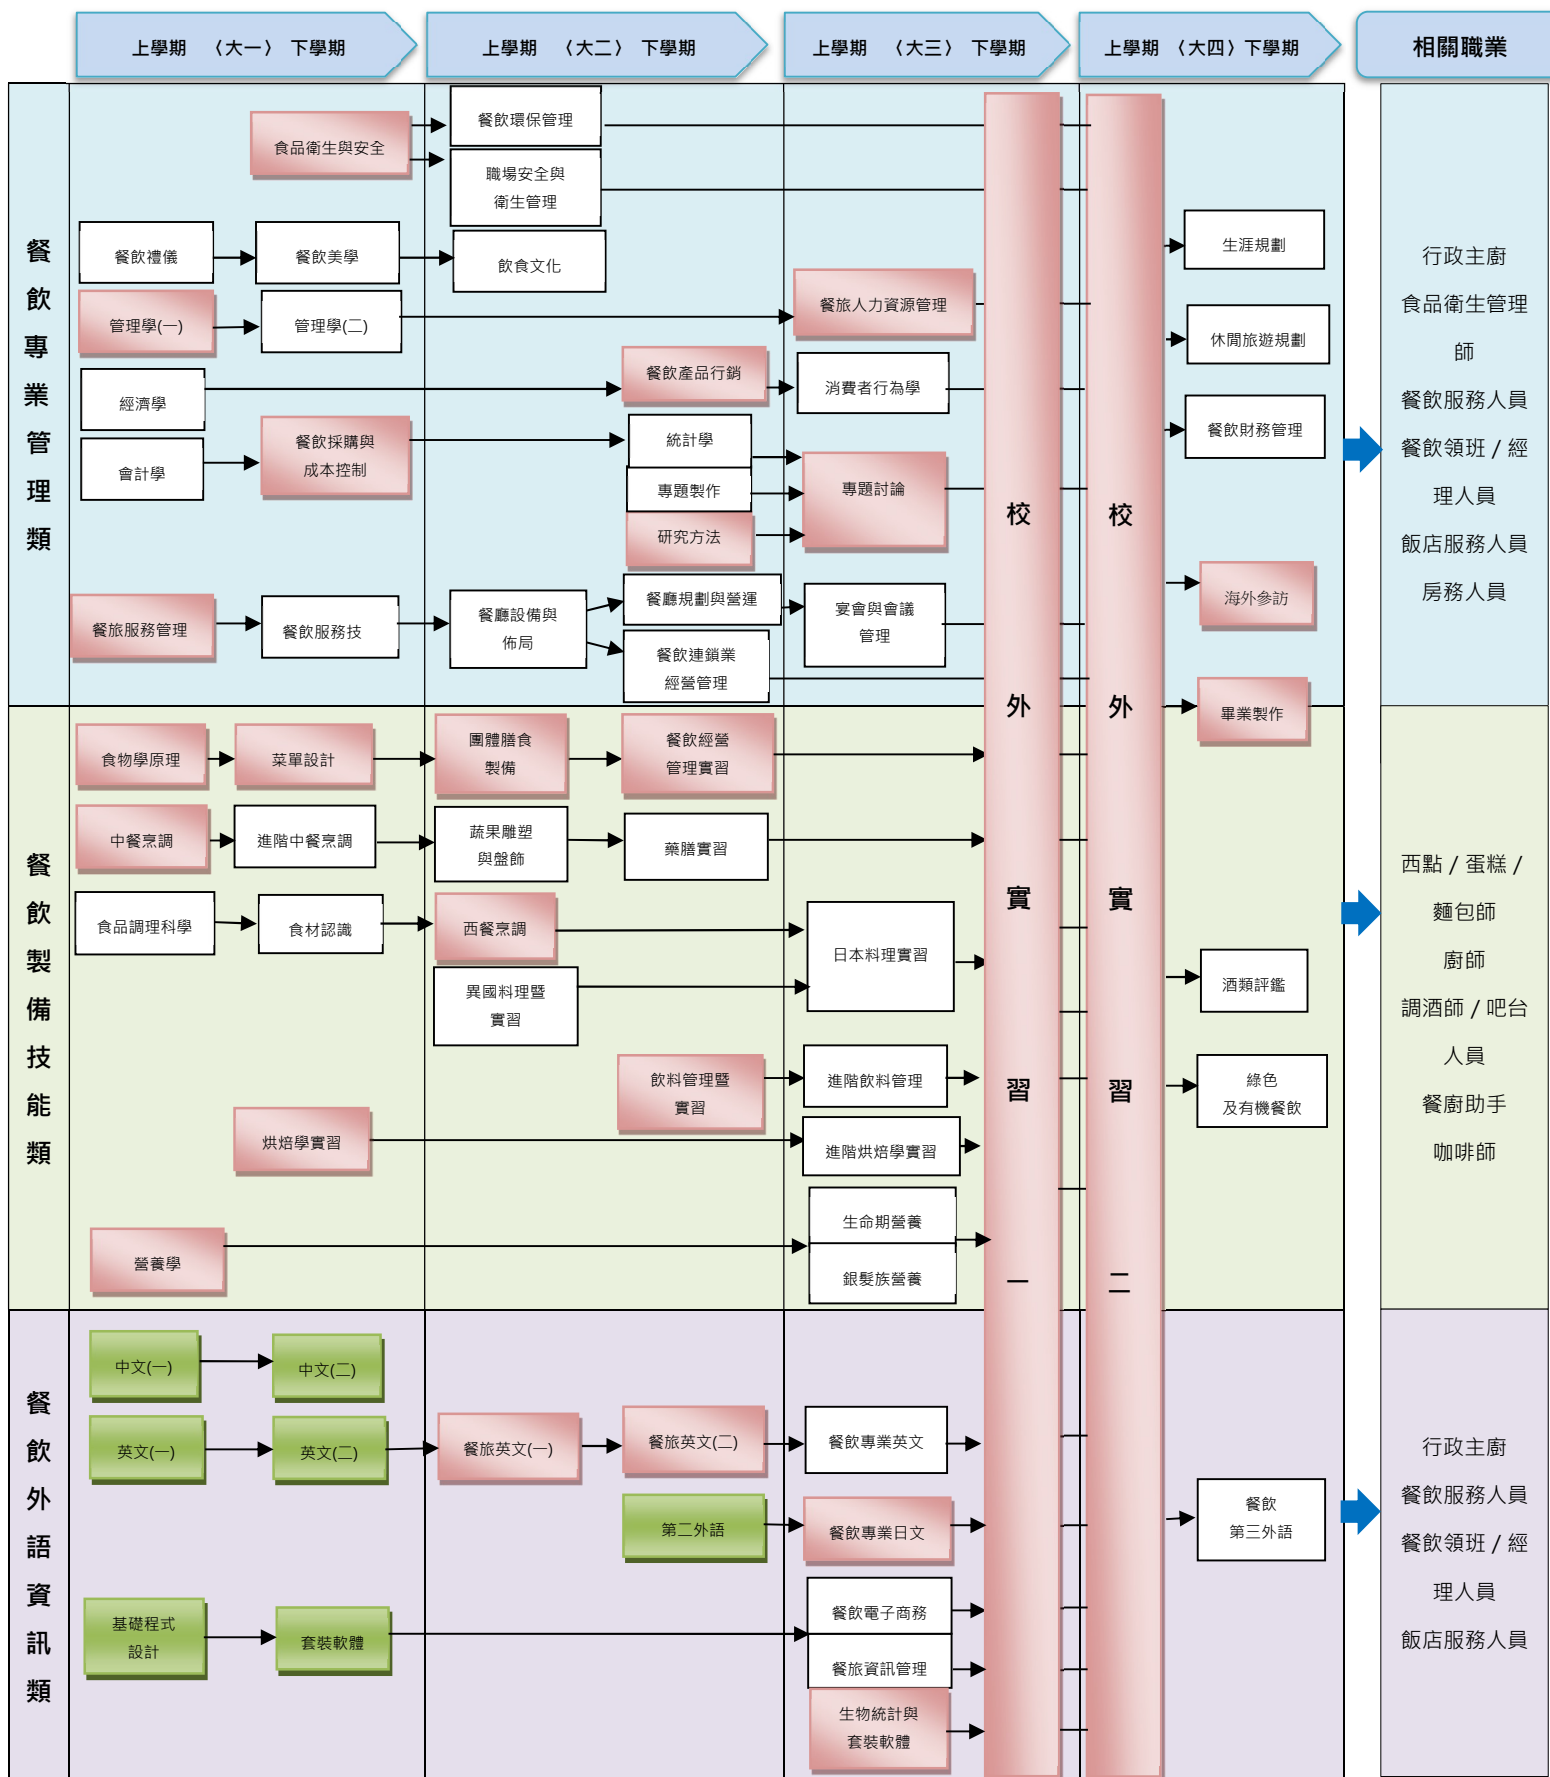 上學期 〈大一〉 下學期
上學期 〈大二〉 下學期
上學期 〈大三〉 下學期
上學期 〈大四〉下學期
相關職業
餐飲專業管理類
食品衛生與安全
餐飲環保管理
職場安全與
衛生管理
餐飲禮儀
餐飲美學
飲食文化
生涯規劃
管理學(一)
管理學(二)
餐旅人力資源管理
休閒旅遊規劃
經濟學
餐飲產品行銷
消費者行為學
會計學
餐飲採購與
成本控制
統計學
專題製作
研究方法
專題討論
餐飲財務管理
餐旅服務管理
餐飲服務技
餐廳設備與
佈局
餐廳規劃與營運
餐飲連鎖業
經營管理
宴會與會議
管理
海外參訪
畢業製作
校外實習一
校外實習二
行政主廚
食品衛生管理
師
餐飲服務人員
餐飲領班 / 經
理人員
飯店服務人員
房務人員
餐飲製備技能類
食物學原理
菜單設計
團體膳食
製備
餐飲經營
管理實習
中餐烹調
進階中餐烹調
蔬果雕塑
與盤飾
藥膳實習
食品調理科學
食材認識
西餐烹調
異國料理暨
實習
日本料理實習
酒類評鑑
飲料管理暨
實習
進階飲料管理
綠色
及有機餐飲
烘焙學實習
進階烘焙學實習
營養學
生命期營養
銀髮族營養
西點 / 蛋糕 /
麵包師
廚師
調酒師 / 吧台
人員
餐廚助手
咖啡師
餐飲外語資訊類
中文(一)
中文(二)
英文(一)
英文(二)
餐旅英文(一)
餐旅英文(二)
餐飲專業英文
第二外語
餐飲專業日文
餐飲
第三外語
基礎程式
設計
套裝軟體
餐飲電子商務
餐旅資訊管理
生物統計與
套裝軟體
行政主廚
餐飲服務人員
餐飲領班 / 經
理人員
飯店服務人員